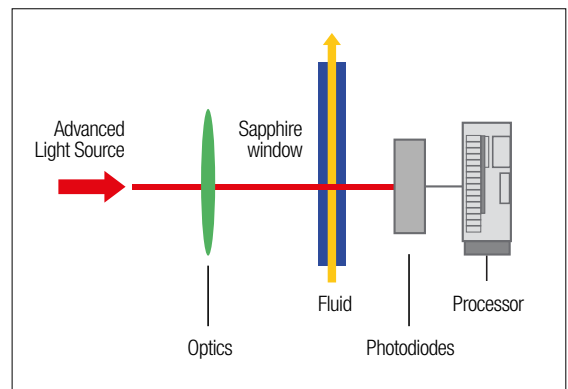 Advanced
Light Source
Sapphire
window
Fluid
Processor
Optics
Photodiodes